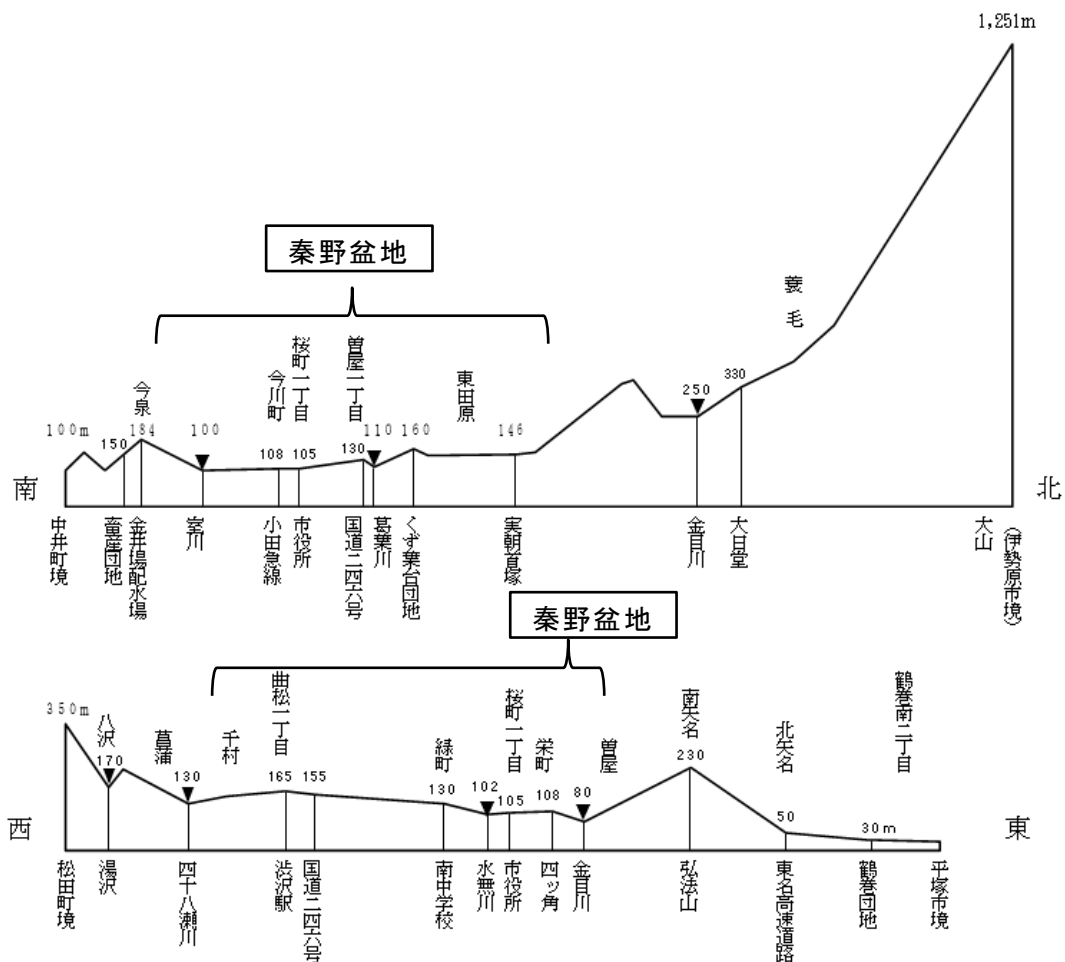 1,251m
秦野盆地
蓑毛
桜町一丁目
曽屋一丁目
今川町
東田原
今泉
330
250
100m
150
184
100
108
105
130
110
160
146
南
北
中井町境
畜産団地
金井場配水場
室川
小田急線
市役所
国道二四六号
葛葉川
くず葉台団地
実朝首塚
金目川
大日堂
大山
(伊勢原市境)
秦野盆地
350m
八沢
菖蒲
千村
曲松一丁目
緑町
桜町一丁目
栄町
曽屋
南矢名
北矢名
鶴巻南二丁目
170
130
165
155
130
102
105
108
80
230
50
30m
西
東
松田町境
湯沢
四十八瀬川
渋沢駅
国道二四六号
南中学校
水無川
市役所
四ッ角
金目川
弘法山
東名高速道路
鶴巻団地
平塚市境